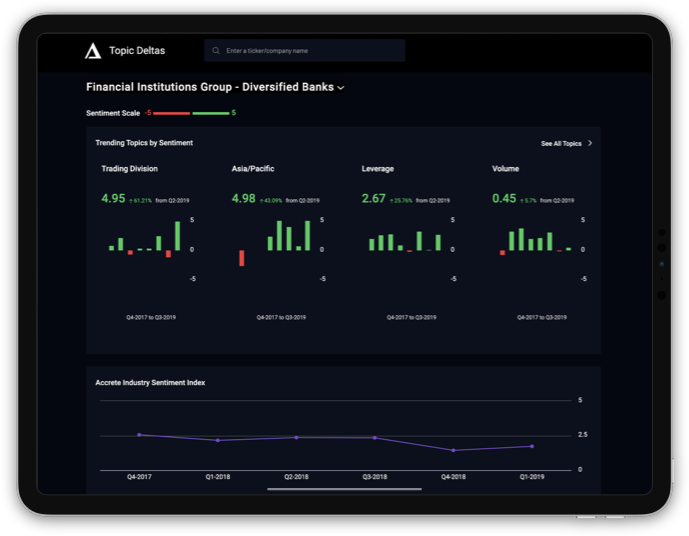 Topic Deltas
Enter a ticker/company name
Financial Institutions Group - Diversified Banks
Sentiment Scale -5 5
Trending Topics by Sentiment
See All Topics
Trading Division
4.95 ↑61.21% from Q2-2019
5
0
-5
Q4-2017 to Q3-2019
Asia/Pacific
4.98 ↑43.09% from Q2-2019
5
0
-5
Q4-2017 to Q3-2019
Leverage
2.67 ↑25.76% from Q2-2019
5
0
-5
Q4-2017 to Q3-2019
Volume
0.45 ↑5.7% from Q2-2019
5
0
-5
Q4-2017 to Q3-2019
Accrete Industry Sentiment Index
5
2.5
0
Q4-2017 Q1-2018 Q2-2018 Q3-2018 Q4-2018 Q1-2019